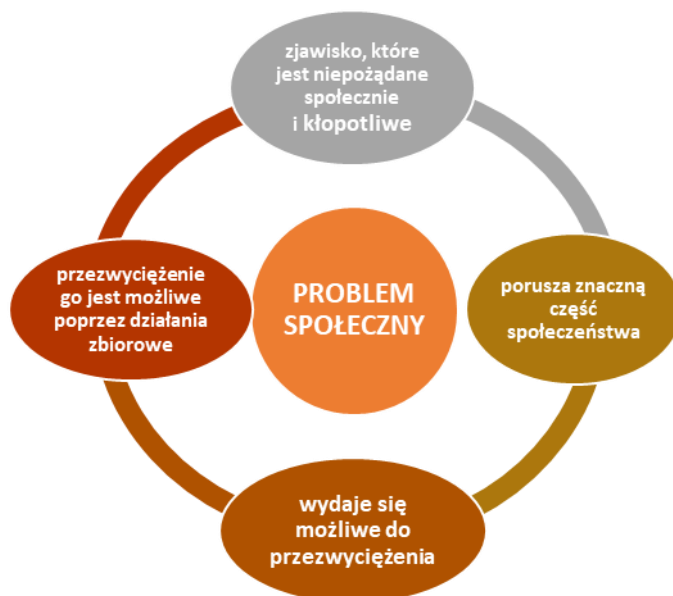 zjawisko, które
jest niepożądane
społecznie
i kłopotliwe
przezwyciężenie
go jest możliwe
poprzez działania
zbiorowe
PROBLEM
SPOŁECZNY
porusza znaczną
część
społeczeństwa
wydaje się
możliwe do
przezwyciężenia